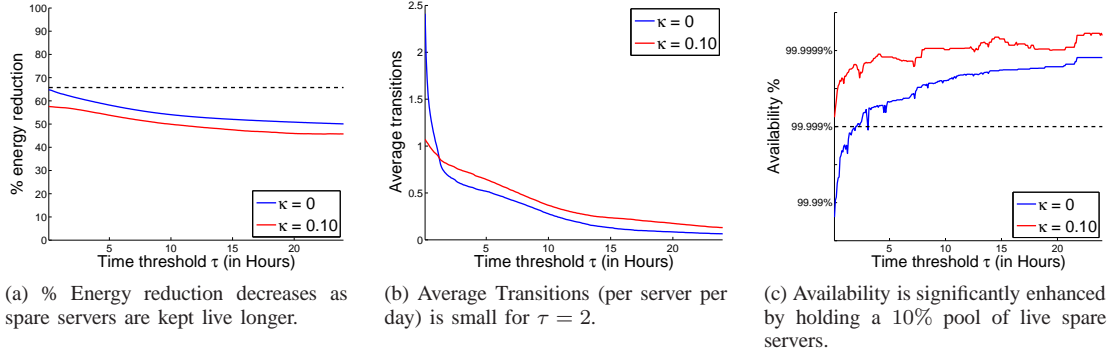 100
90
80
70
60
50
40
30
20
10
0
% energy reduction
5
10
15
20
Time threshold τ (in Hours)
κ = 0
κ = 0.10
(a) % Energy reduction decreases as
spare servers are kept live longer.
2.5
2
1.5
1
0.5
0
Average transitions
5
10
15
20
Time threshold τ (in Hours)
κ = 0
κ = 0.10
(b) Average Transitions (per server per
day) is small for τ = 2.
99.9999%
99.999%
99.99%
Availability %
5
10
15
20
Time threshold τ (in Hours)
κ = 0
κ = 0.10
(c) Availability is significantly enhanced
by holding a 10% pool of live spare
servers.